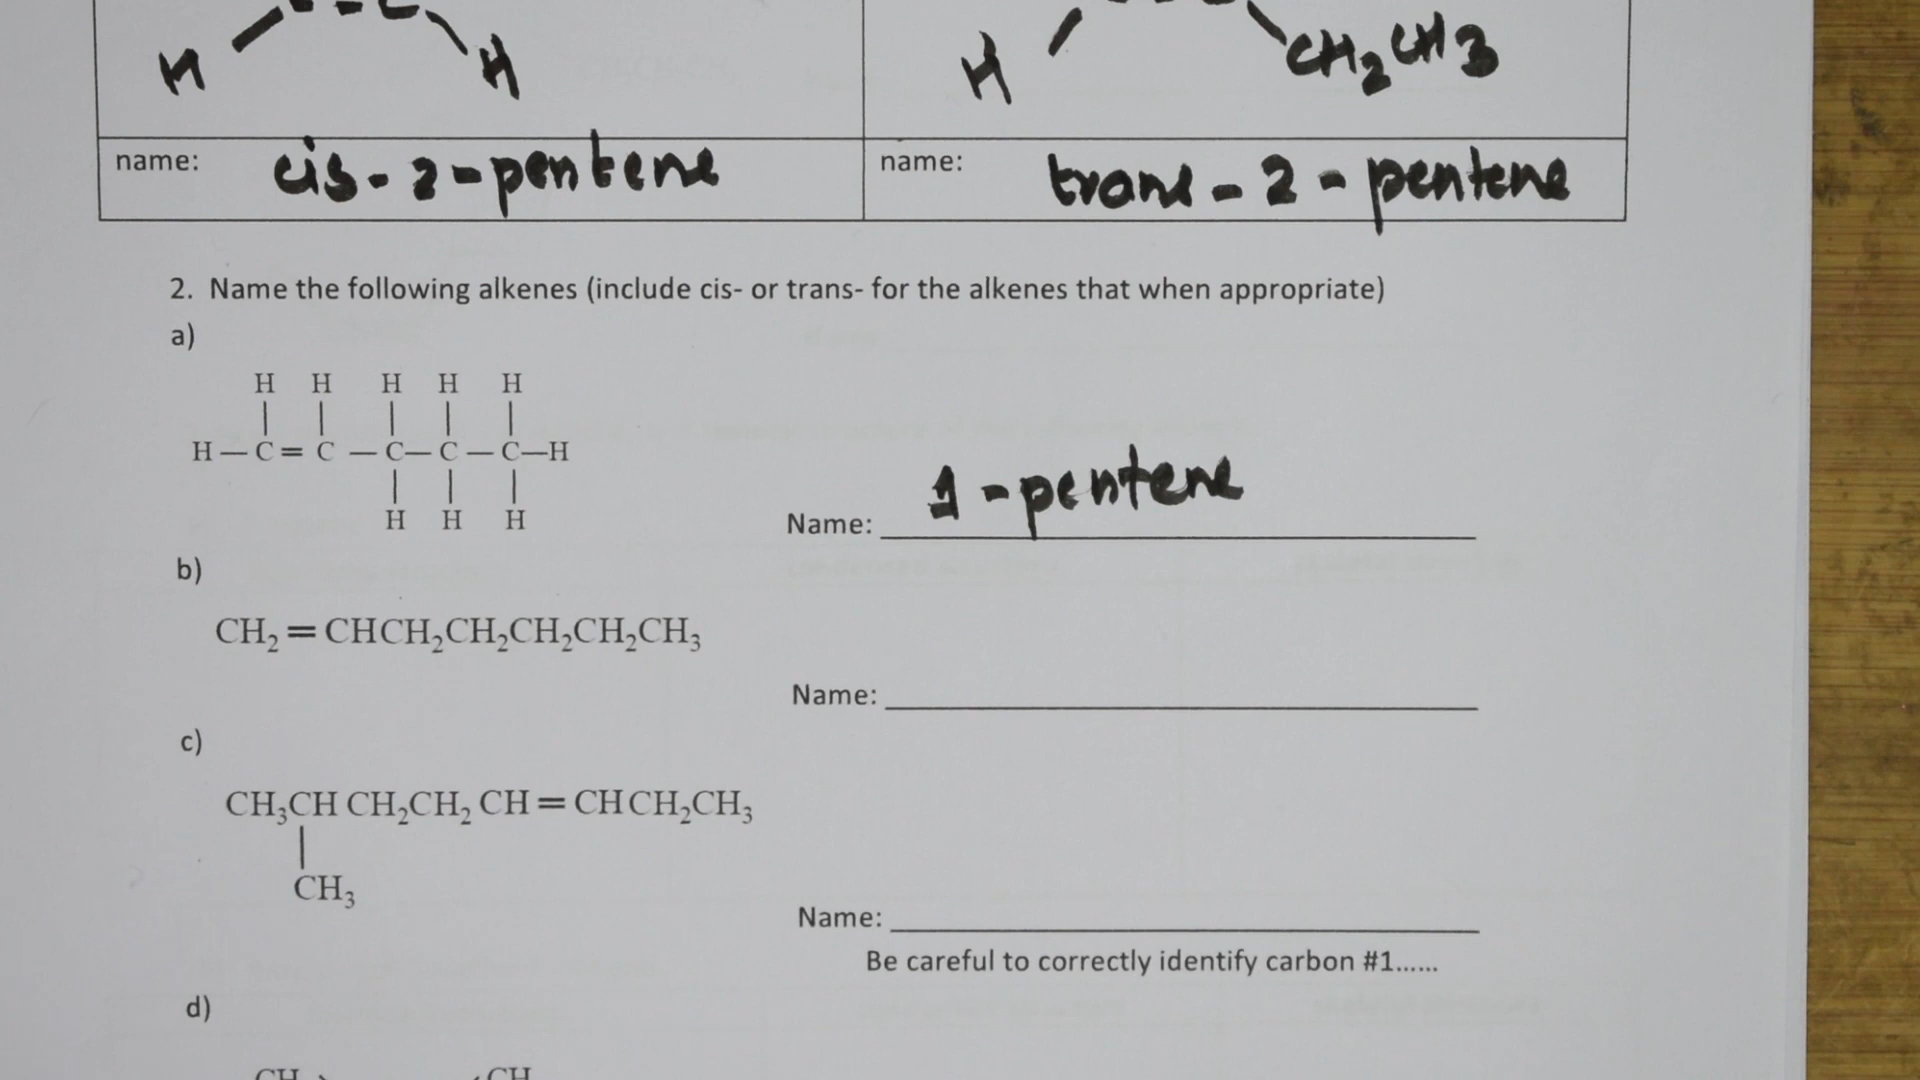 H H H CH₂CH3
name: cis-2-pentene name: trans-2-pentene
2. Name the following alkenes (include cis- or trans- for the alkenes that when appropriate)
a)
H H H H H
H—C=C—C—C—C—H
H H H
Name: 1-pentene
b)
CH₂=CHCH₂CH₂CH₂CH₂CH₃
Name:
c)
CH₃CHCH₂CH₂CH=CHCH₂CH₃
CH₃
Name:
Be careful to correctly identify carbon #1......
d)
CH CH